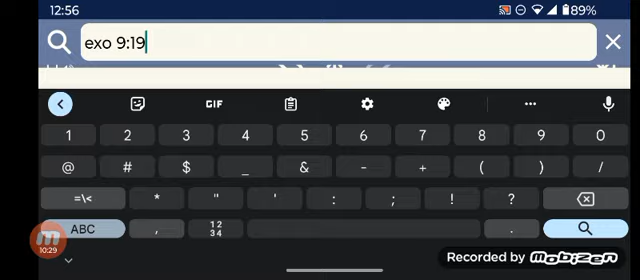 12:56 89%
exo 9:19
GIF
1 2 3 4 5 6 7 8 9 0
@ # $ _ & - + ( ) /
=\< * " ' : ; ! ?
ABC , 12 34 .
10:29
Recorded by mobizen